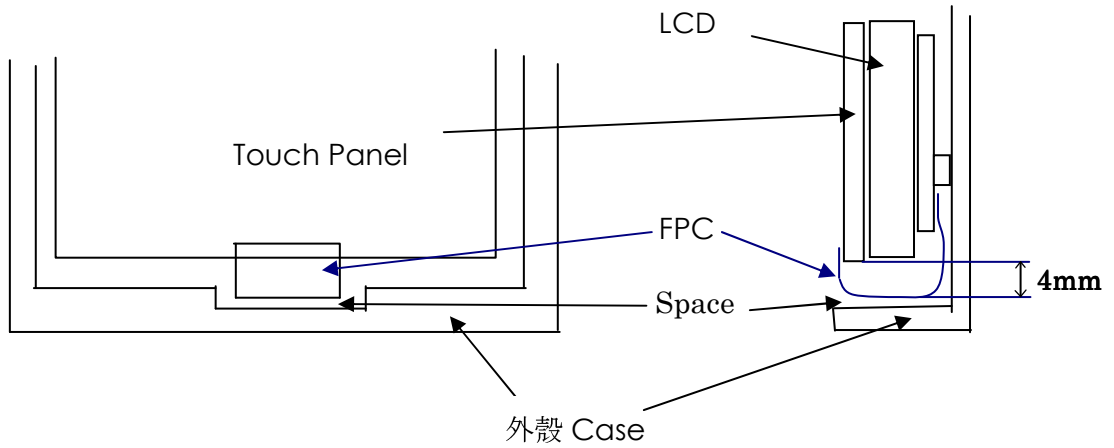 LCD
Touch Panel
FPC
4mm
Space
外殼 Case